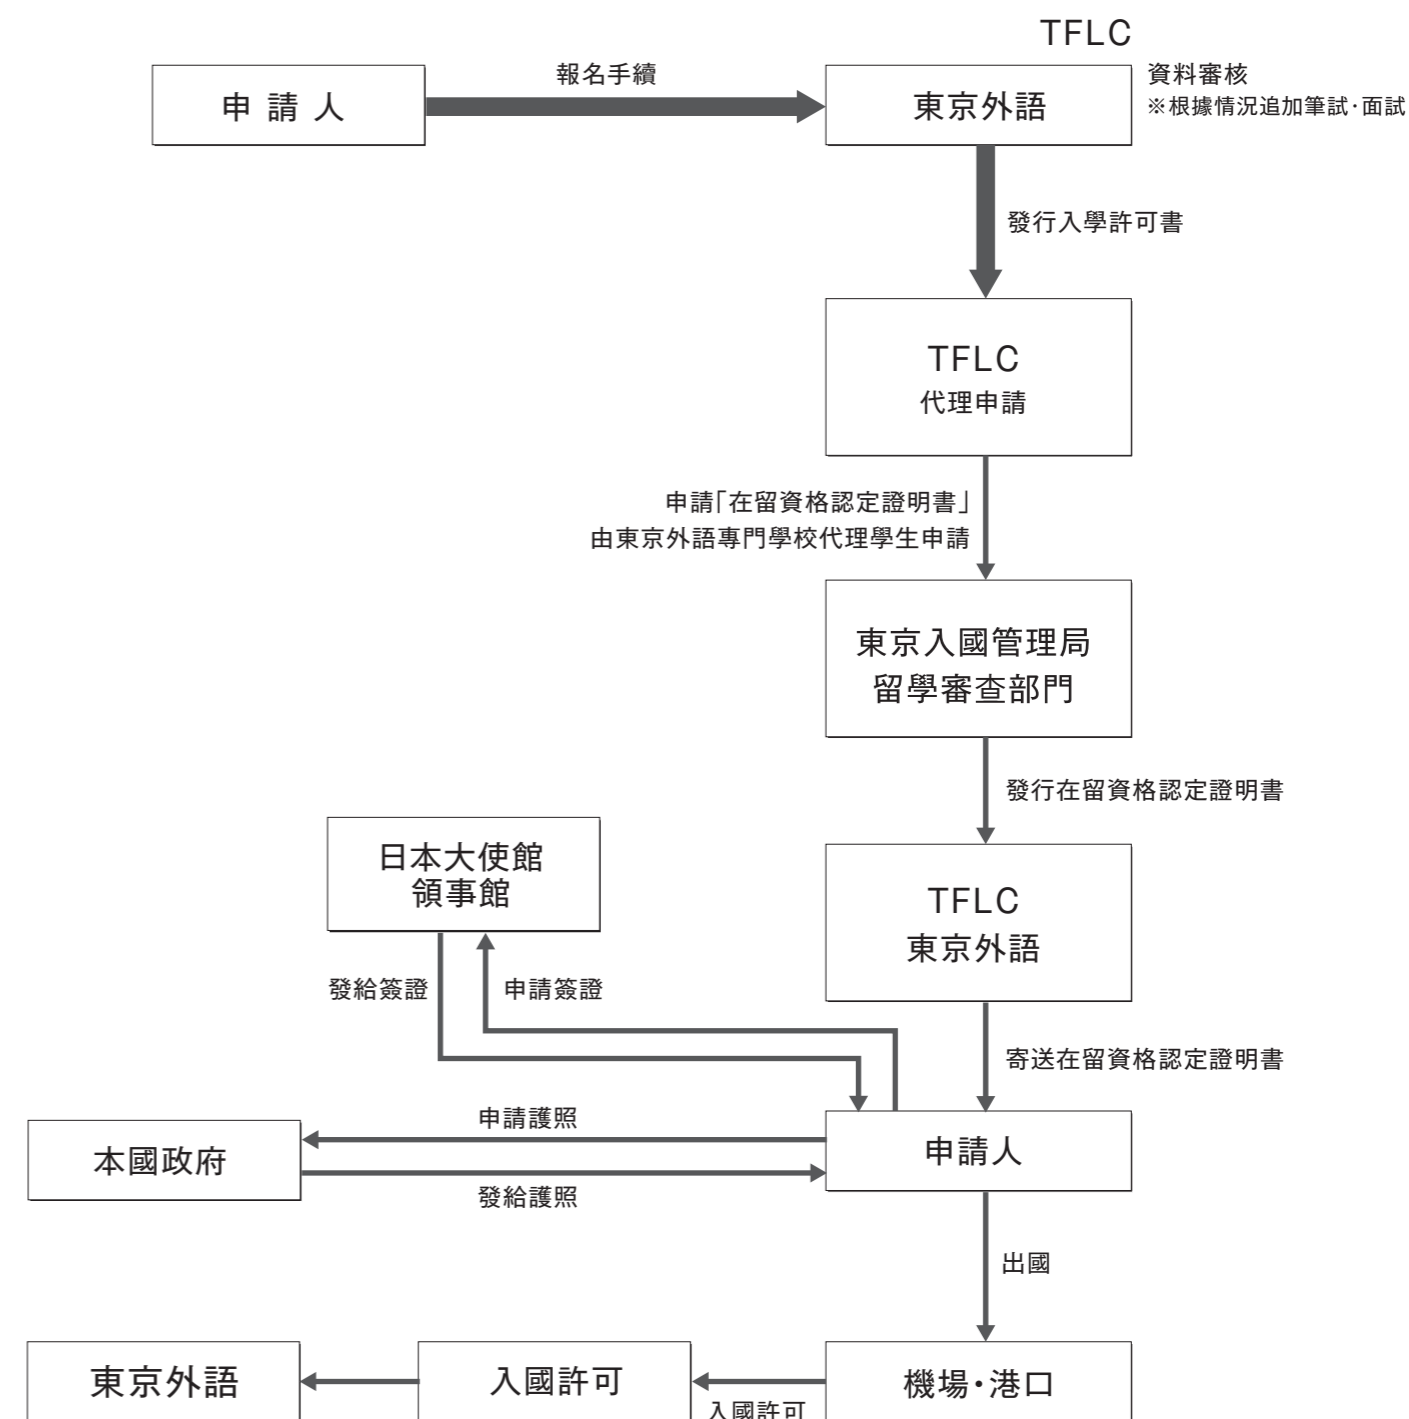 TFLC
申請人
報名手續
東京外語
資料審核
※根據情況追加筆試·面試
發行入學許可書
TFLC
代理申請
申請「在留資格認定證明書」
由東京外語專門學校代理學生申請
東京入國管理局
留學審查部門
發行在留資格認定證明書
日本大使館
領事館
TFLC
東京外語
發給簽證
申請簽證
寄送在留資格認定證明書
申請護照
本國政府
申請人
發給護照
出國
東京外語
入國許可
機場·港口
入國許可